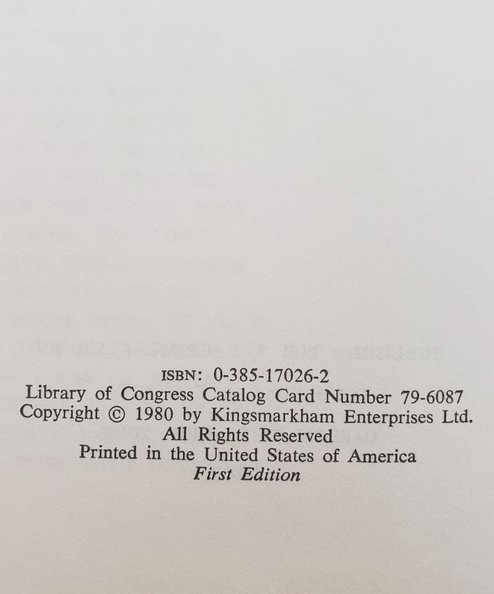 ISBN: 0-385-17026-2
Library of Congress Catalog Card Number 79-6087
Copyright © 1980 by Kingsmarkham Enterprises Ltd.
All Rights Reserved
Printed in the United States of America
First Edition